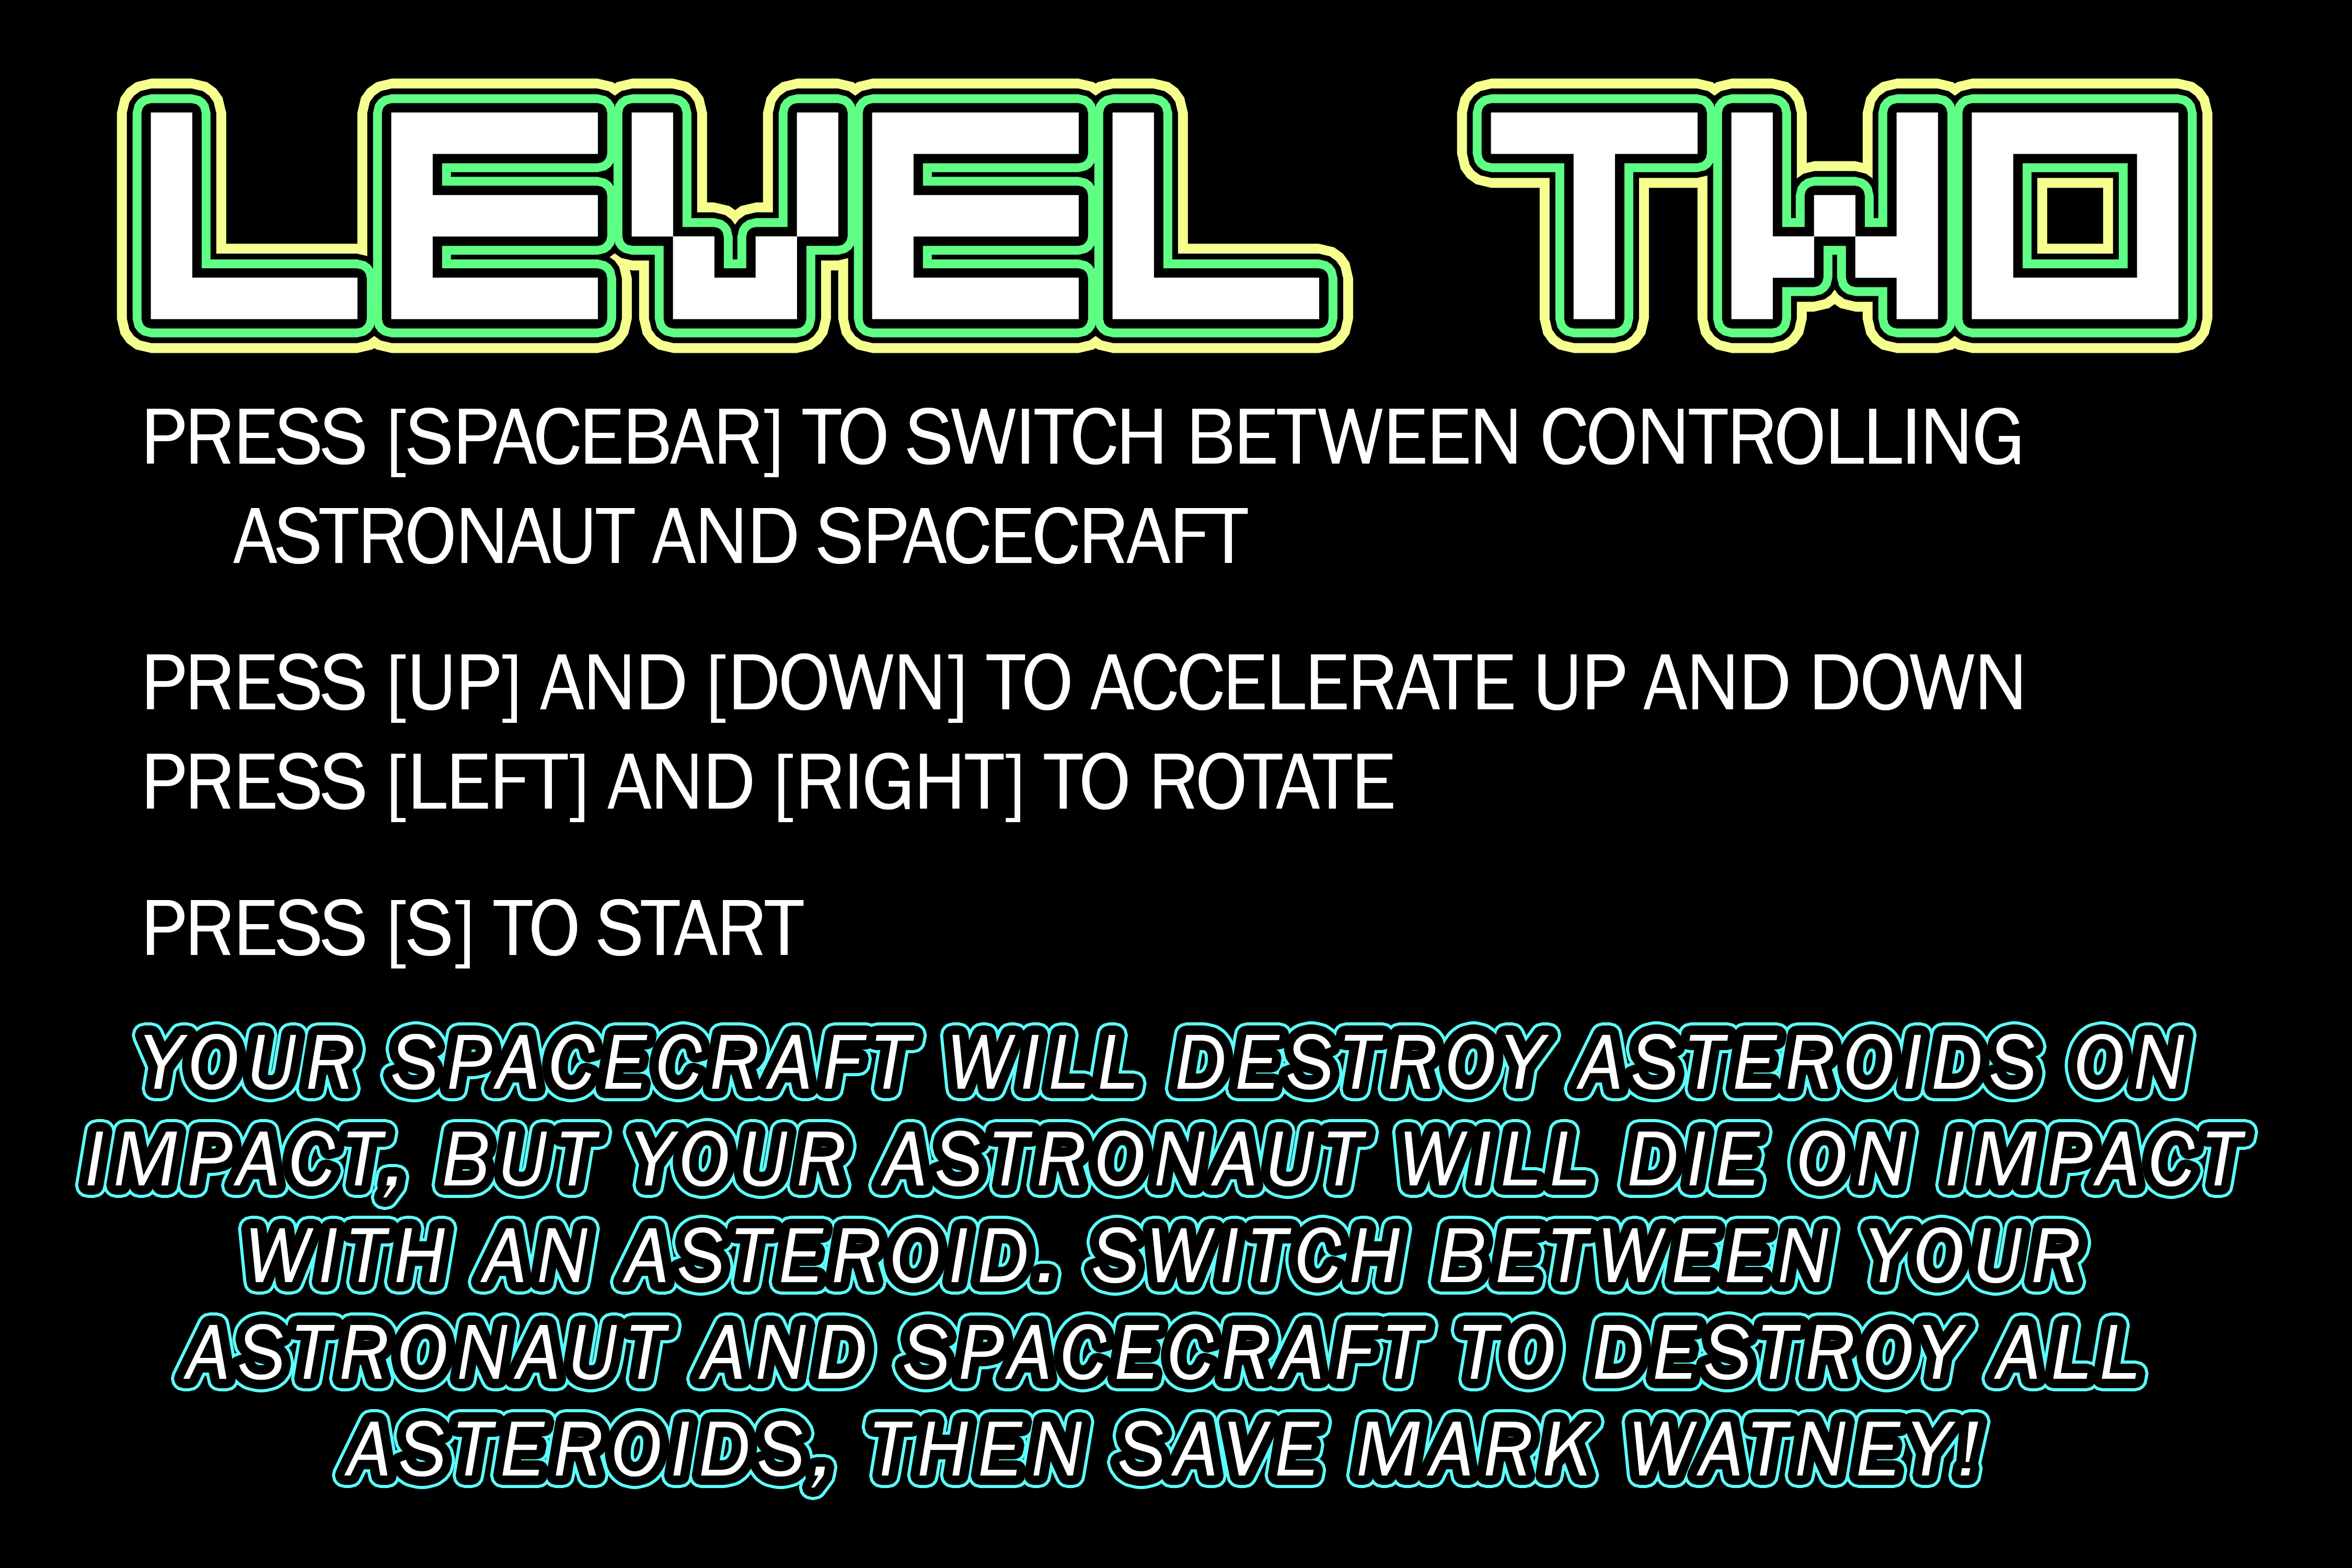 LEVEL TWO
PRESS [SPACEBAR] TO SWITCH BETWEEN CONTROLLING
ASTRONAUT AND SPACECRAFT
PRESS [UP] AND [DOWN] TO ACCELERATE UP AND DOWN
PRESS [LEFT] AND [RIGHT] TO ROTATE
PRESS [S] TO START
YOUR SPACECRAFT WILL DESTROY ASTEROIDS ON
IMPACT, BUT YOUR ASTRONAUT WILL DIE ON IMPACT
WITH AN ASTEROID. SWITCH BETWEEN YOUR
ASTRONAUT AND SPACECRAFT TO DESTROY ALL
ASTEROIDS, THEN SAVE MARK WATNEY!